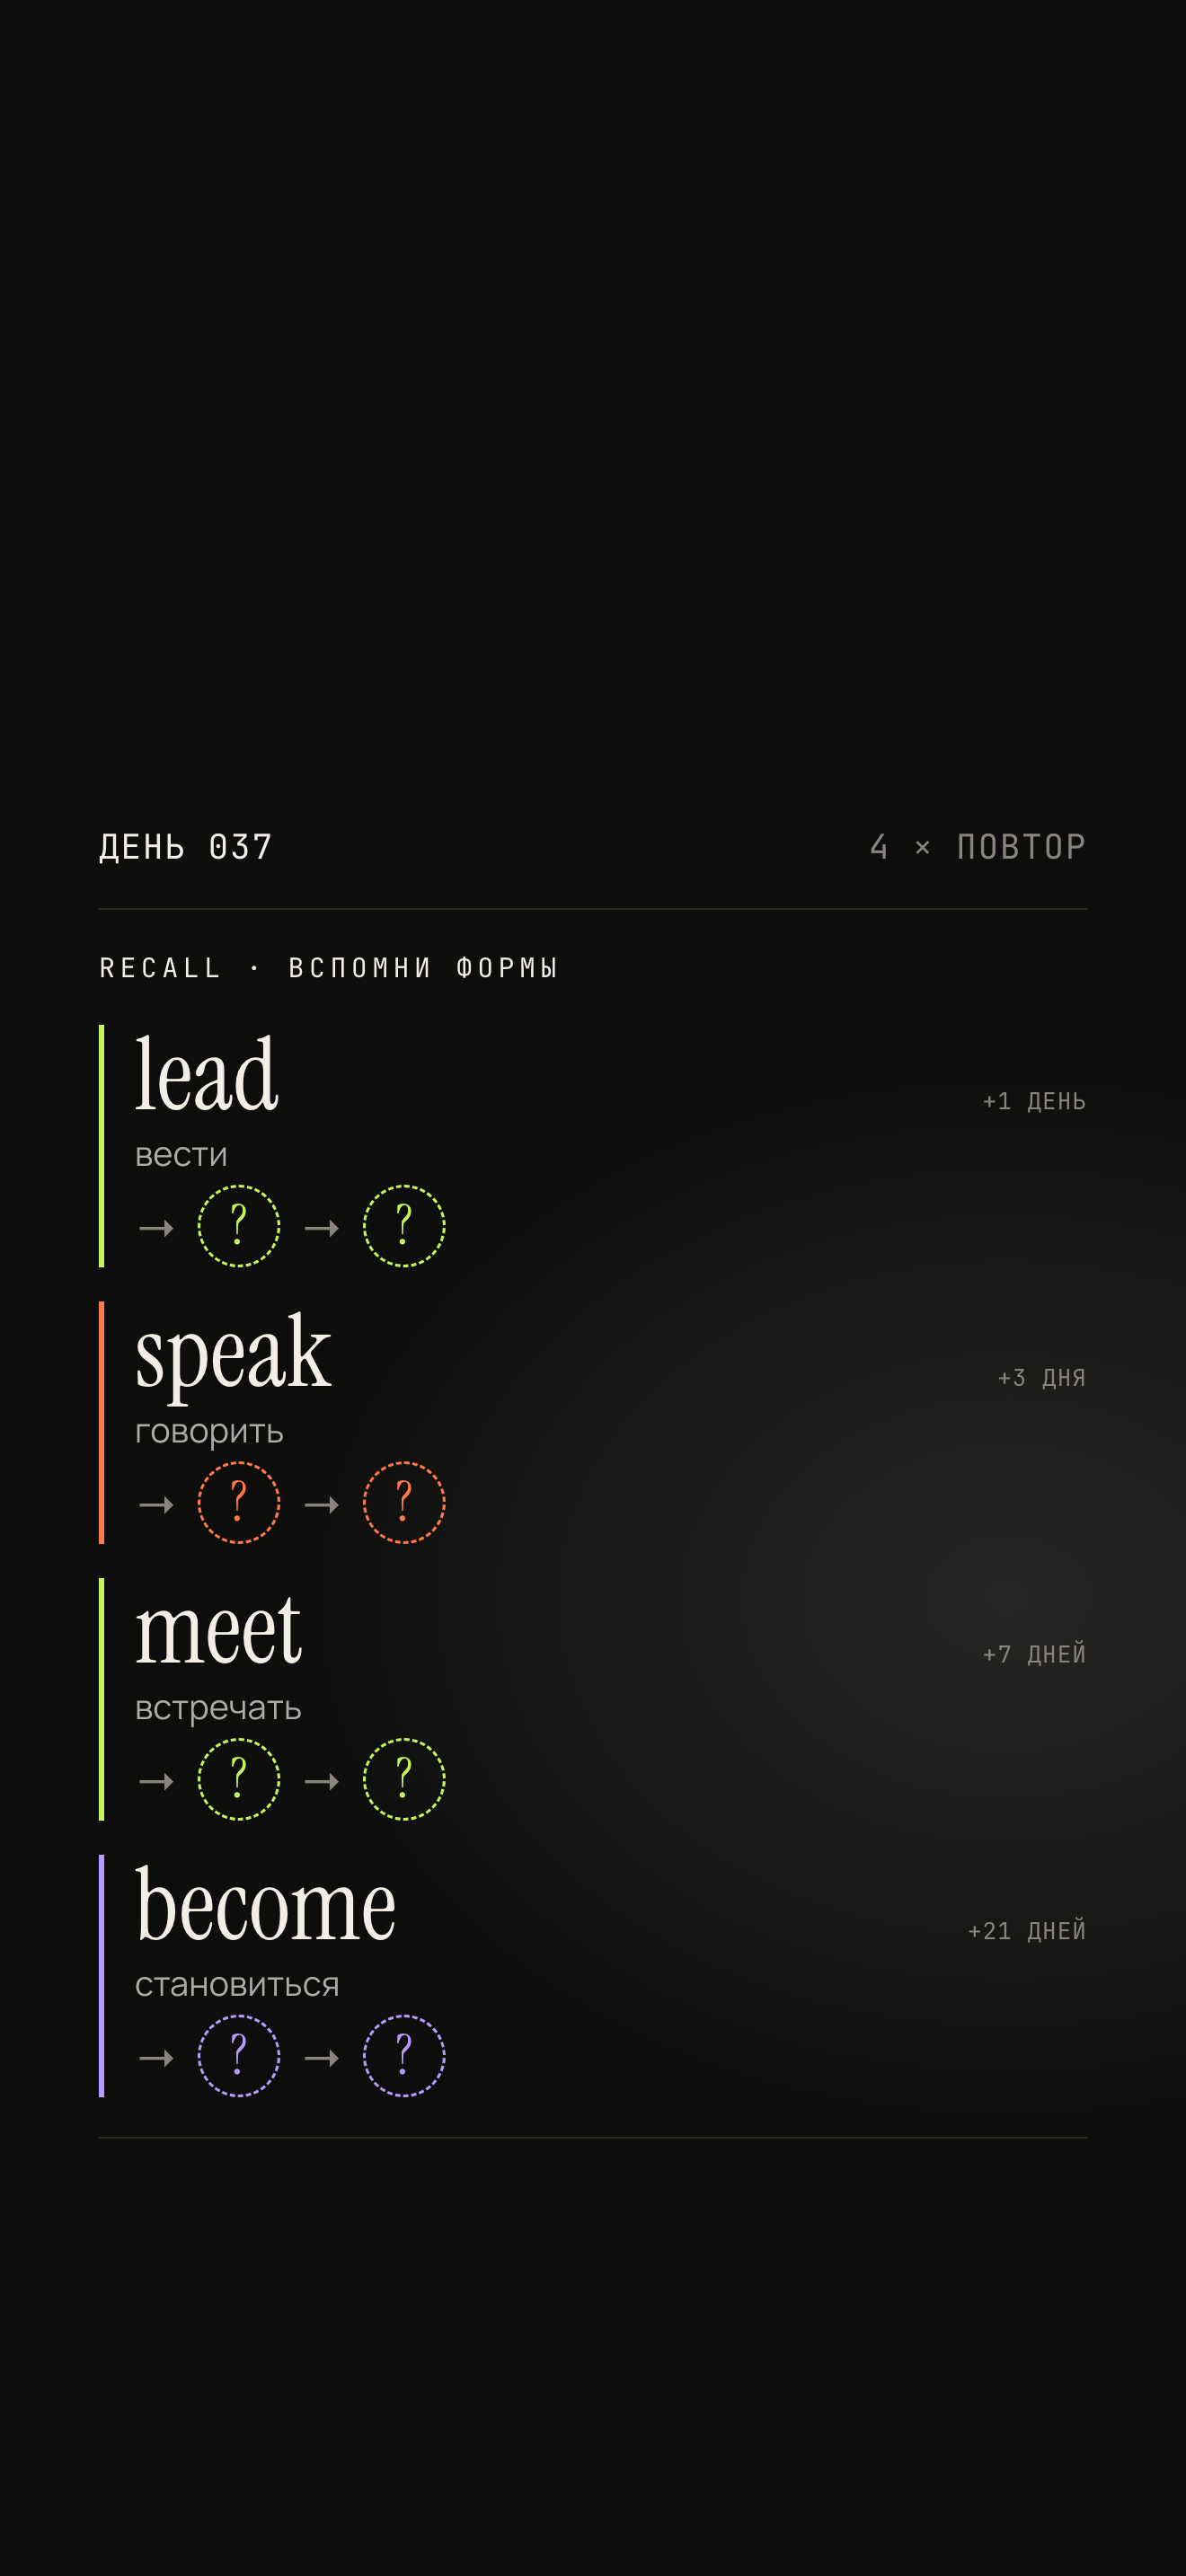 ДЕНЬ 037
4 × ПОВТОР
RECALL · ВСПОМНИ ФОРМЫ
lead
+1 ДЕНЬ
вести
→ ? → ?
speak
+3 ДНЯ
говорить
→ ? → ?
meet
+7 ДНЕЙ
встречать
→ ? → ?
become
+21 ДНЕЙ
становиться
→ ? → ?